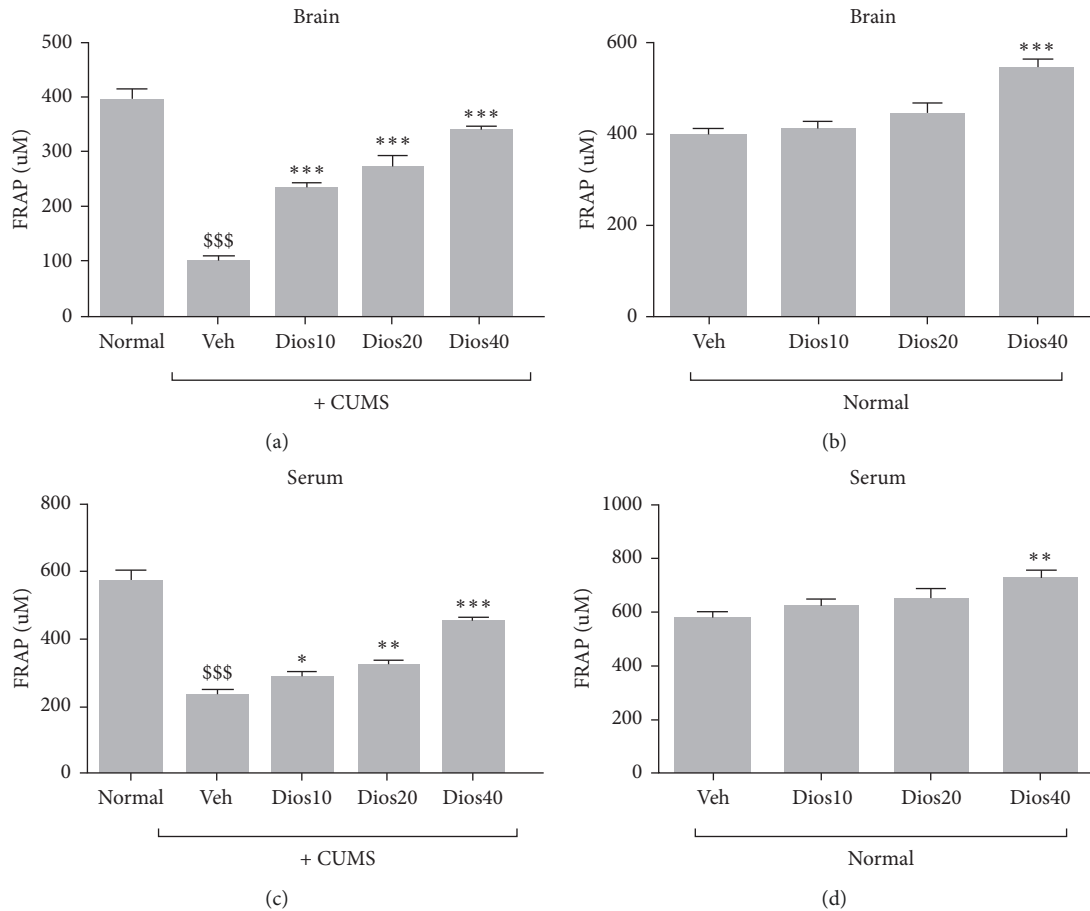 Brain
500
400
300
200
100
0
FRAP (uM)
$$$
***
***
***
Normal Veh Dios10 Dios20 Dios40
+ CUMS
(a)
Brain
600
400
200
0
FRAP (uM)
***
Veh Dios10 Dios20 Dios40
Normal
(b)
Serum
800
600
400
200
0
FRAP (uM)
$$$
*
**
***
Normal Veh Dios10 Dios20 Dios40
+ CUMS
(c)
Serum
1000
800
600
400
200
0
FRAP (uM)
**
Veh Dios10 Dios20 Dios40
Normal
(d)